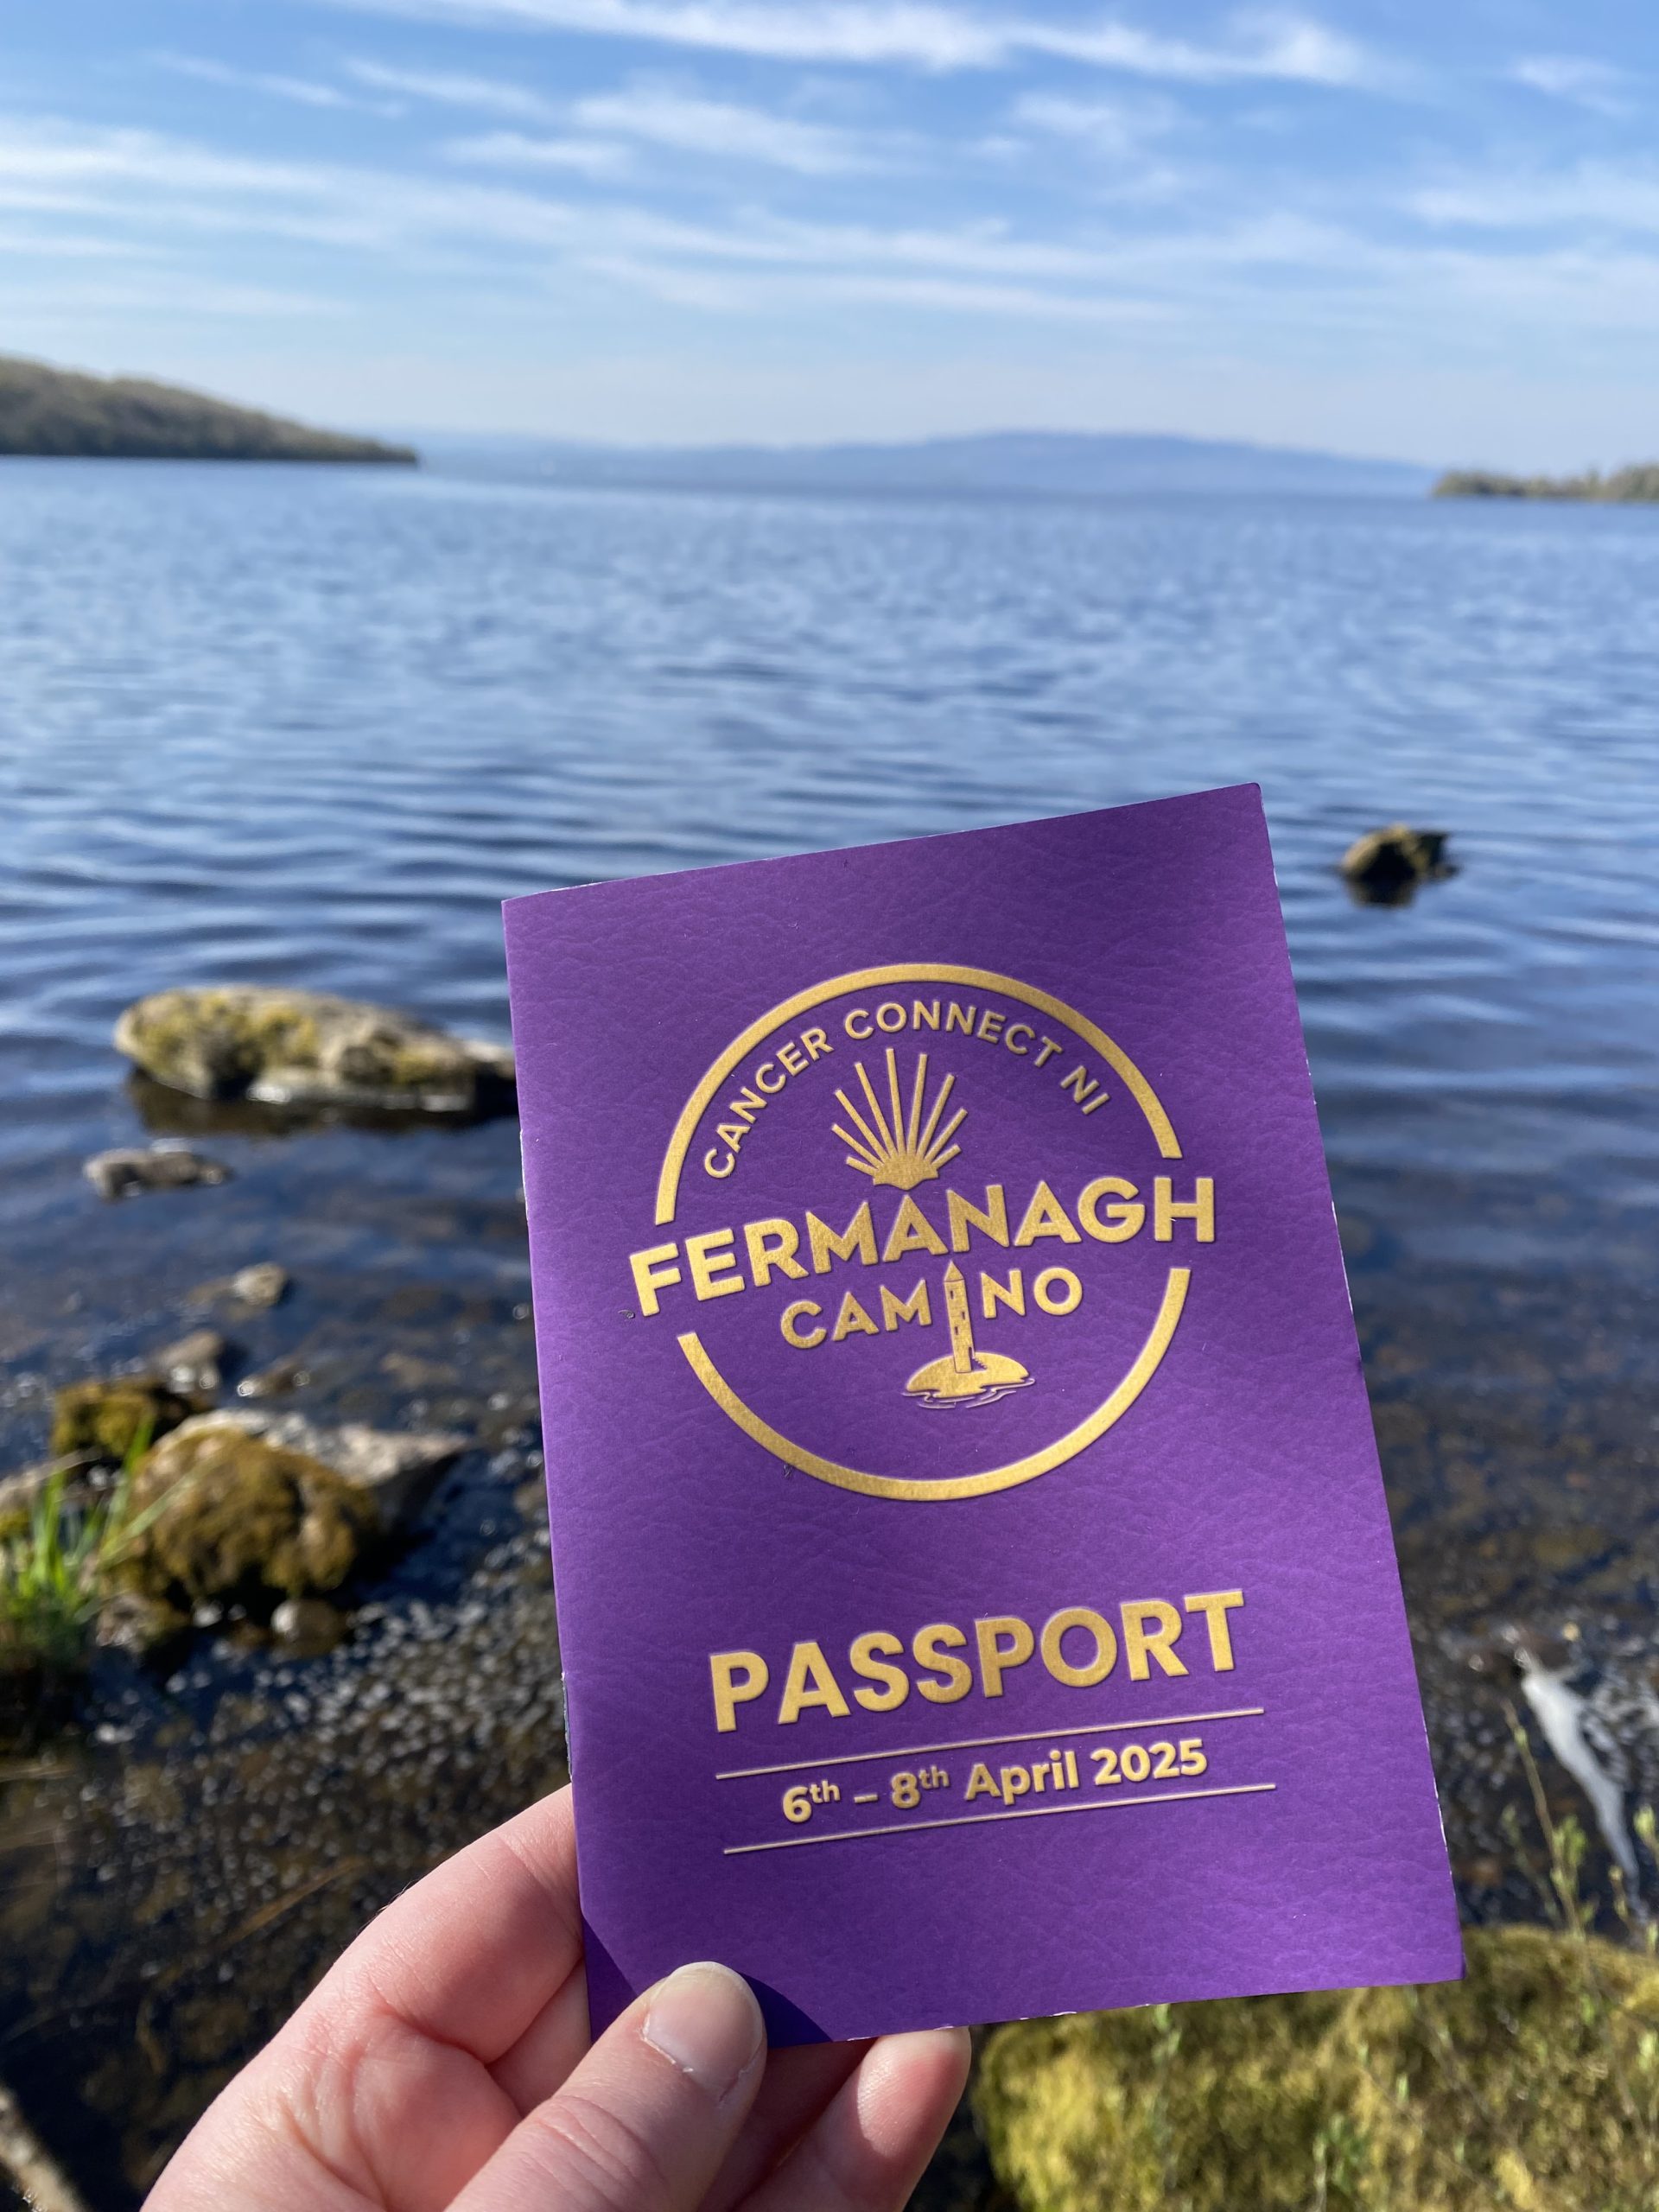 CANCER CONNECT NI
FERMANAGH
CAMINO
PASSPORT
6th – 8th April 2025